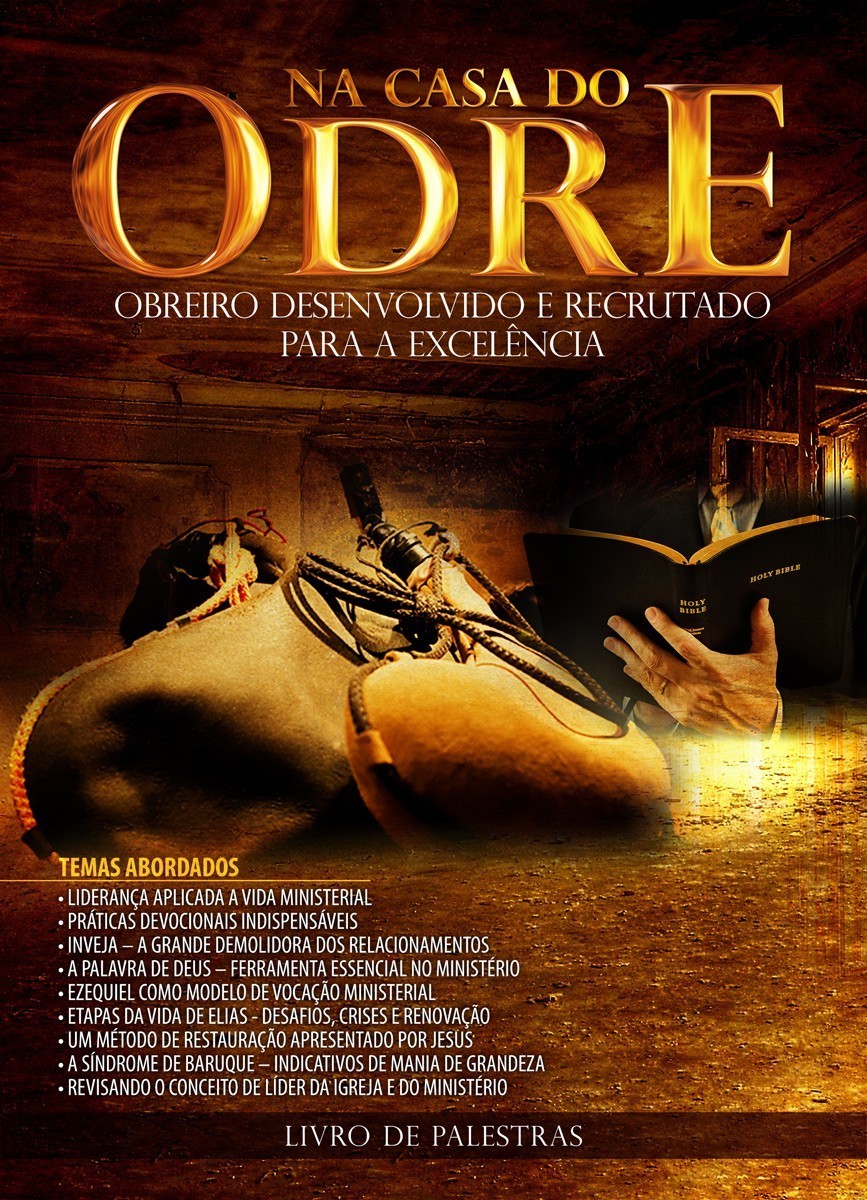 NA CASA DO
ODRE
OBREIRO DESENVOLVIDO E RECRUTADO
PARA A EXCELÊNCIA
HOLY
BIBLE
HOLY BIBLE
TEMAS ABORDADOS
• LIDERANÇA APLICADA A VIDA MINISTERIAL
• PRÁTICAS DEVOCIONAIS INDISPENSÁVEIS
• INVEJA – A GRANDE DEMOLIDORA DOS RELACIONAMENTOS
• A PALAVRA DE DEUS – FERRAMENTA ESSENCIAL NO MINISTÉRIO
• EZEQUIEL COMO MODELO DE VOCAÇÃO MINISTERIAL
• ETAPAS DA VIDA DE ELIAS - DESAFIOS, CRISES E RENOVAÇÃO
• UM MÉTODO DE RESTAURAÇÃO APRESENTADO POR JESUS
• A SÍNDROME DE BARUQUE – INDICATIVOS DE MANIA DE GRANDEZA
• REVISANDO O CONCEITO DE LÍDER DA IGREJA E DO MINISTÉRIO
LIVRO DE PALESTRAS